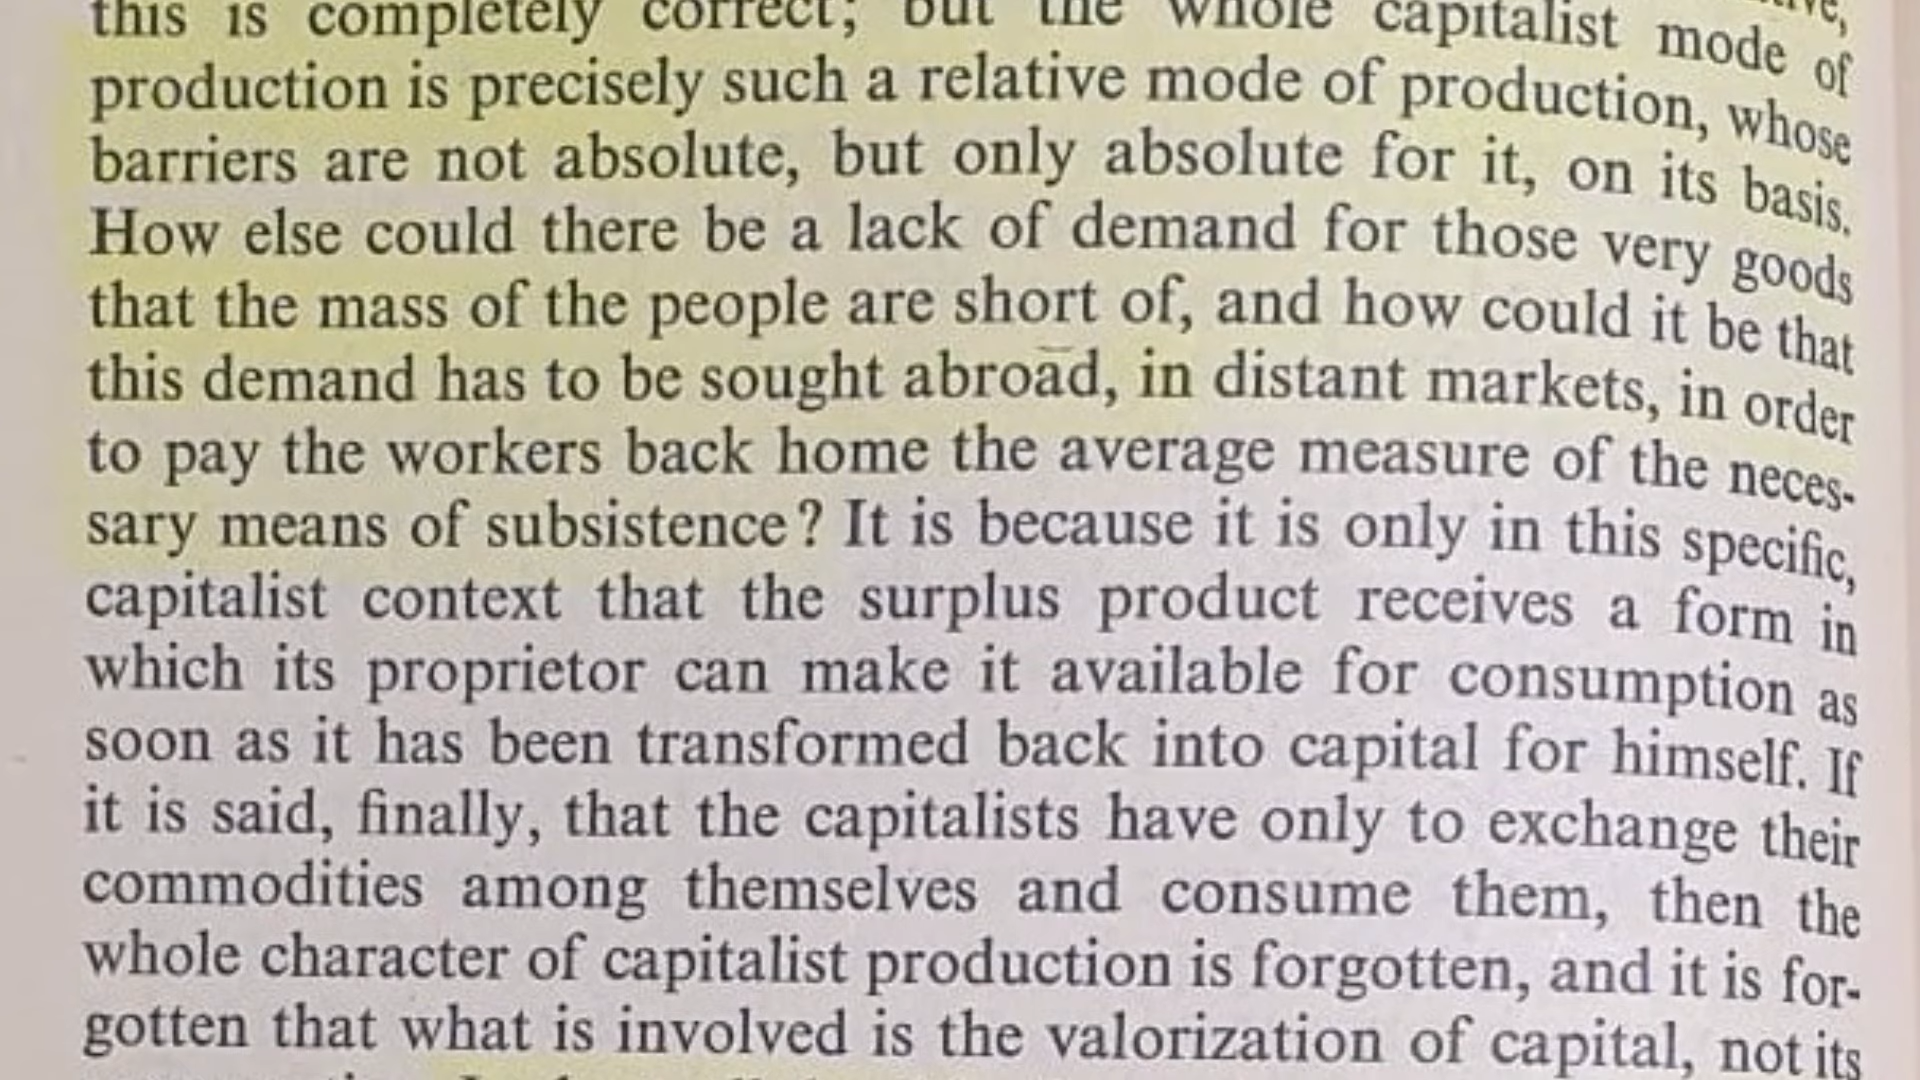 this is completely correct; but the whole capitalist mode of
production is precisely such a relative mode of production, whose
barriers are not absolute, but only absolute for it, on its basis.
How else could there be a lack of demand for those very goods
that the mass of the people are short of, and how could it be that
this demand has to be sought abroad, in distant markets, in order
to pay the workers back home the average measure of the neces-
sary means of subsistence? It is because it is only in this specific,
capitalist context that the surplus product receives a form in
which its proprietor can make it available for consumption as
soon as it has been transformed back into capital for himself. If
it is said, finally, that the capitalists have only to exchange their
commodities among themselves and consume them, then the
whole character of capitalist production is forgotten, and it is for-
gotten that what is involved is the valorization of capital, not its